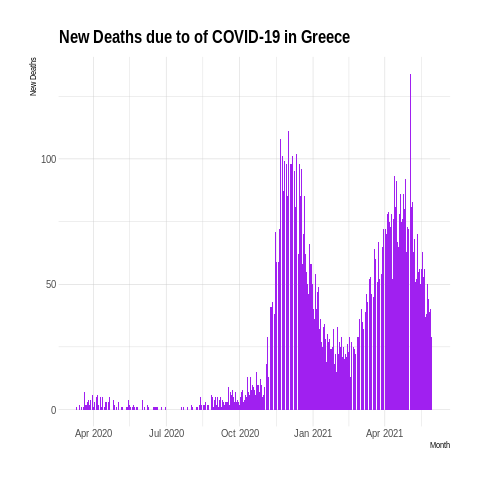 New Deaths due to of COVID-19 in Greece
New Deaths
100
50
0
Apr 2020 Jul 2020 Oct 2020 Jan 2021 Apr 2021
Month